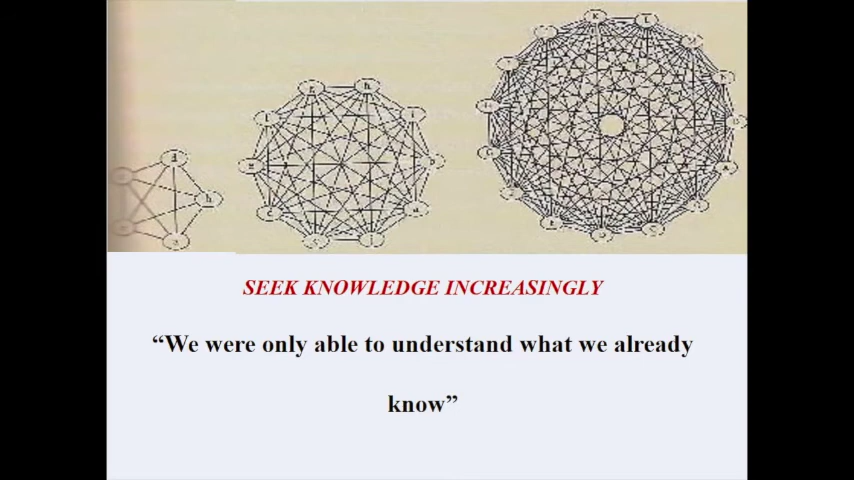 SEEK KNOWLEDGE INCREASINGLY
“We were only able to understand what we already
know”